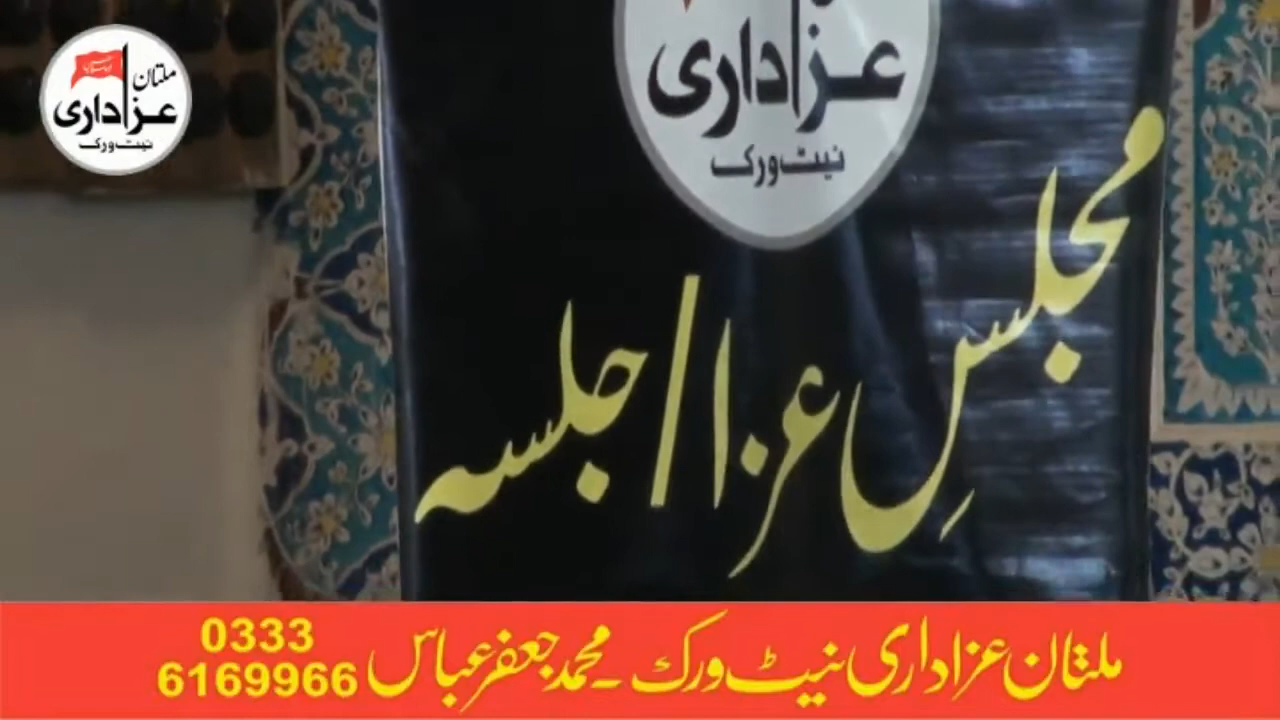 ملتان
عزاداری
نیٹ ورک
عزاداری
نیٹ ورک
مجلسِ عزا/جلسہ
ملتان عزاداری نیٹ ورک۔محمد جعفر عباس
0333
6169966